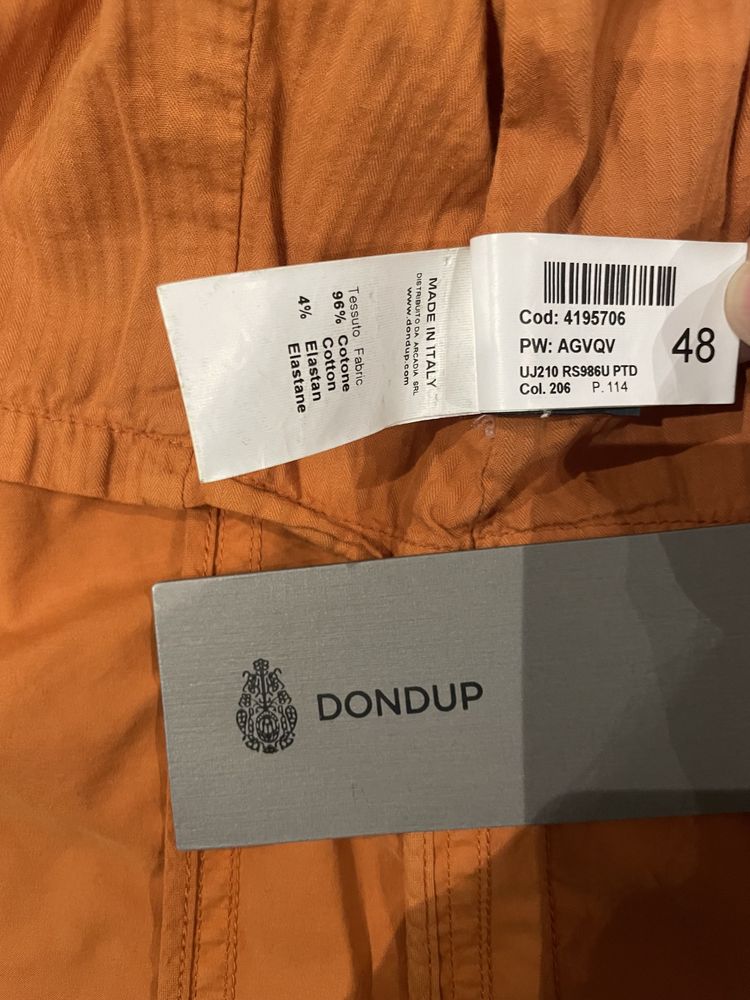 MADE IN ITALY
DISTRIBUITO DA ARCADIA SRL
www.dondup.com
Tessuto Fabric
96% Cotone
Cotton
4% Elastan
Elastane
Cod: 4195706
PW: AGVQV
48
UJ210 RS986U PTD
Col. 206 P. 114
DONDUP